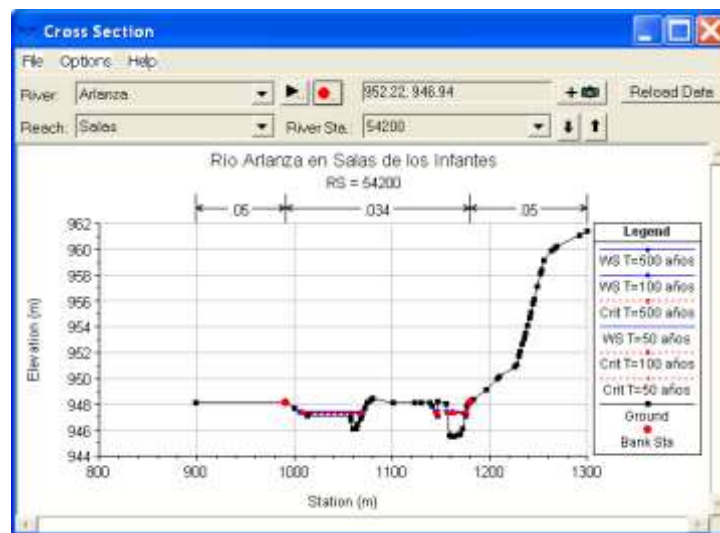 Cross Section
File Options Help
River: Arlanza 952.22, 946.94 Reload Data
Reach: Salas River Sta.: 54200
Río Arlanza en Salas de los Infantes
RS = 54200
.05 .034 .05
962
960
958
956
954
952
950
948
946
944
800 900 1000 1100 1200 1300
Elevation (m)
Station (m)
Legend
WS T=500 años
WS T=100 años
Crit T=500 años
WS T=50 años
Crit T=100 años
Crit T=50 años
Ground
Bank Sta